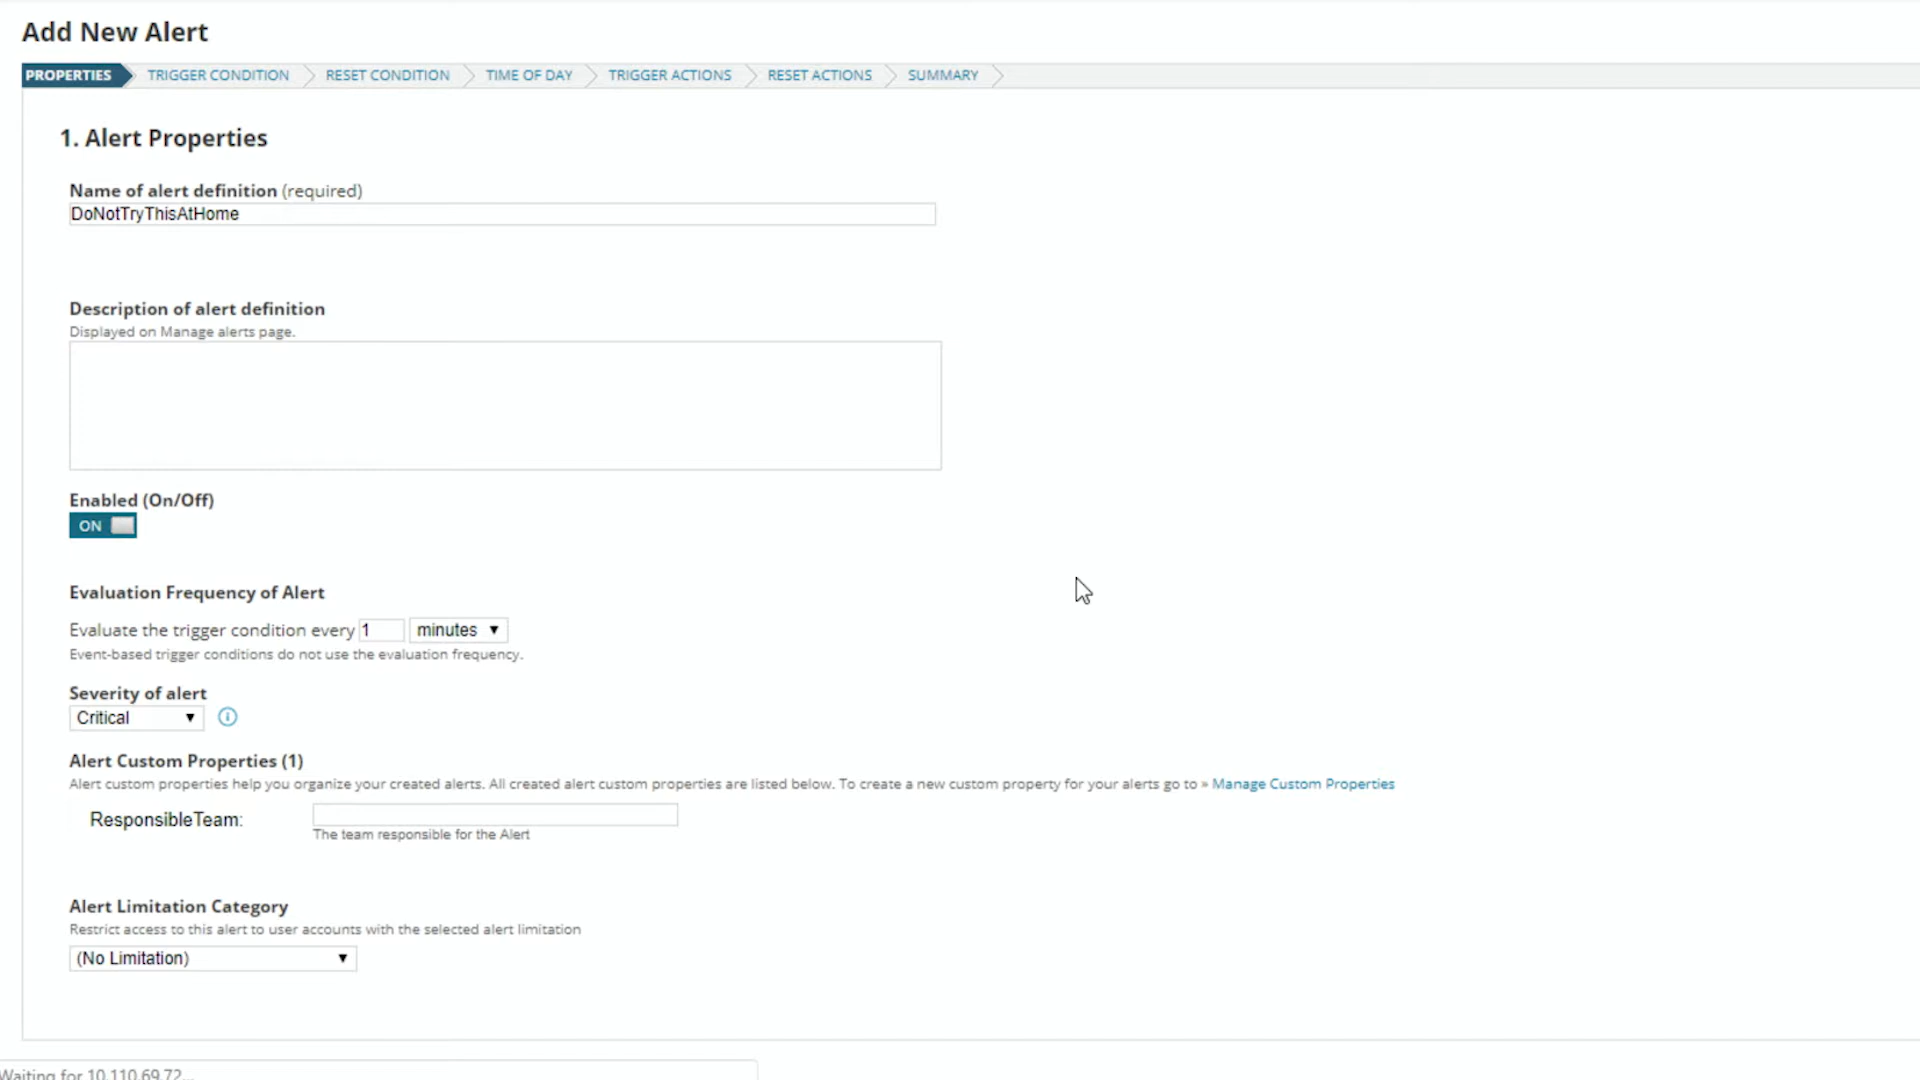 Add New Alert
PROPERTIES TRIGGER CONDITION RESET CONDITION TIME OF DAY TRIGGER ACTIONS RESET ACTIONS SUMMARY
1. Alert Properties
Name of alert definition (required)
DoNotTryThisAtHome
Description of alert definition
Displayed on Manage alerts page.
Enabled (On/Off)
ON
Evaluation Frequency of Alert
Evaluate the trigger condition every 1 minutes
Event-based trigger conditions do not use the evaluation frequency.
Severity of alert
Critical
Alert Custom Properties (1)
Alert custom properties help you organize your created alerts. All created alert custom properties are listed below. To create a new custom property for your alerts go to » Manage Custom Properties
ResponsibleTeam:
The team responsible for the Alert
Alert Limitation Category
Restrict access to this alert to user accounts with the selected alert limitation
(No Limitation)
Waiting for 10.110.69.72...